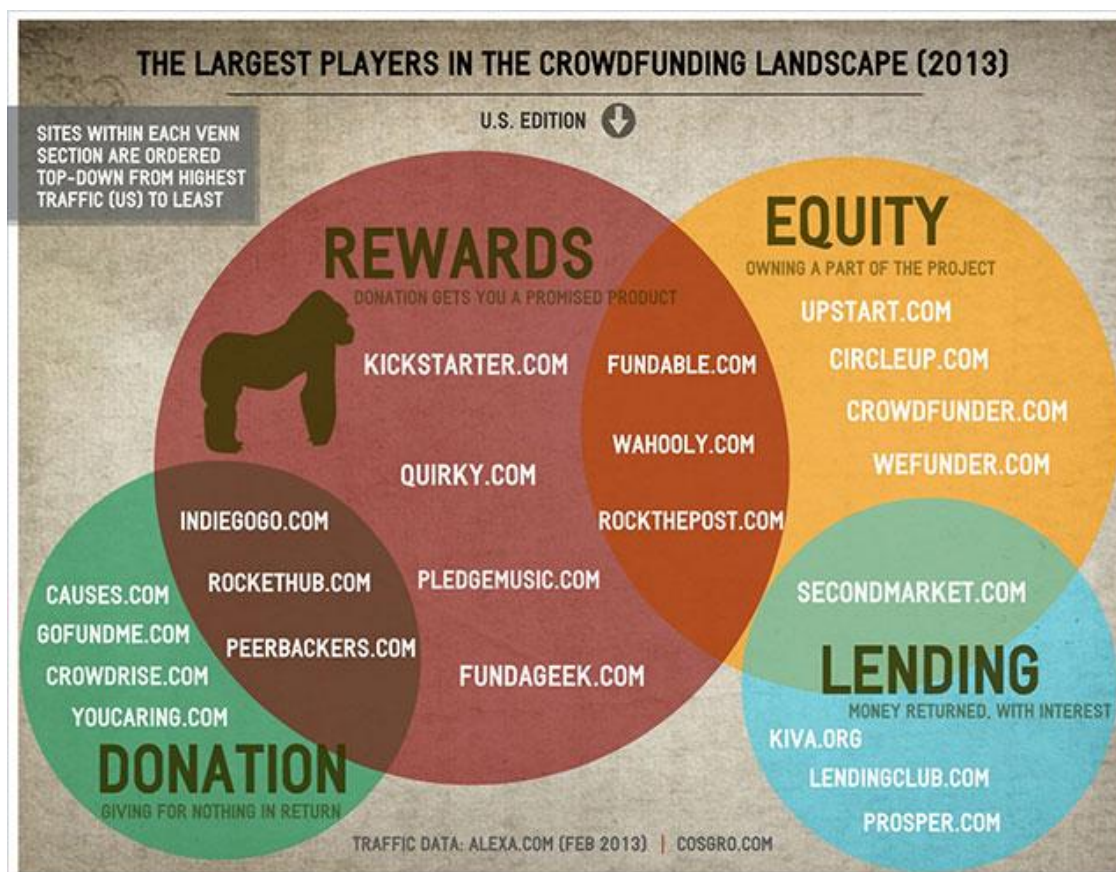 THE LARGEST PLAYERS IN THE CROWDFUNDING LANDSCAPE (2013)
U.S. EDITION
SITES WITHIN EACH VENN
SECTION ARE ORDERED
TOP-DOWN FROM HIGHEST
TRAFFIC (US) TO LEAST
REWARDS
DONATION GETS YOU A PROMISED PRODUCT
KICKSTARTER.COM
QUIRKY.COM
PLEDGEMUSIC.COM
FUNDAGEEK.COM
FUNDABLE.COM
WAHOOLY.COM
ROCKTHEPOST.COM
EQUITY
OWNING A PART OF THE PROJECT
UPSTART.COM
CIRCLEUP.COM
CROWDFUNDER.COM
WEFUNDER.COM
SECONDMARKET.COM
LENDING
MONEY RETURNED, WITH INTEREST
KIVA.ORG
LENDINGCLUB.COM
PROSPER.COM
INDIEGOGO.COM
ROCKETHUB.COM
PEERBACKERS.COM
CAUSES.COM
GOFUNDME.COM
CROWDRISE.COM
YOUCARING.COM
DONATION
GIVING FOR NOTHING IN RETURN
TRAFFIC DATA: ALEXA.COM (FEB 2013) | COSGRO.COM